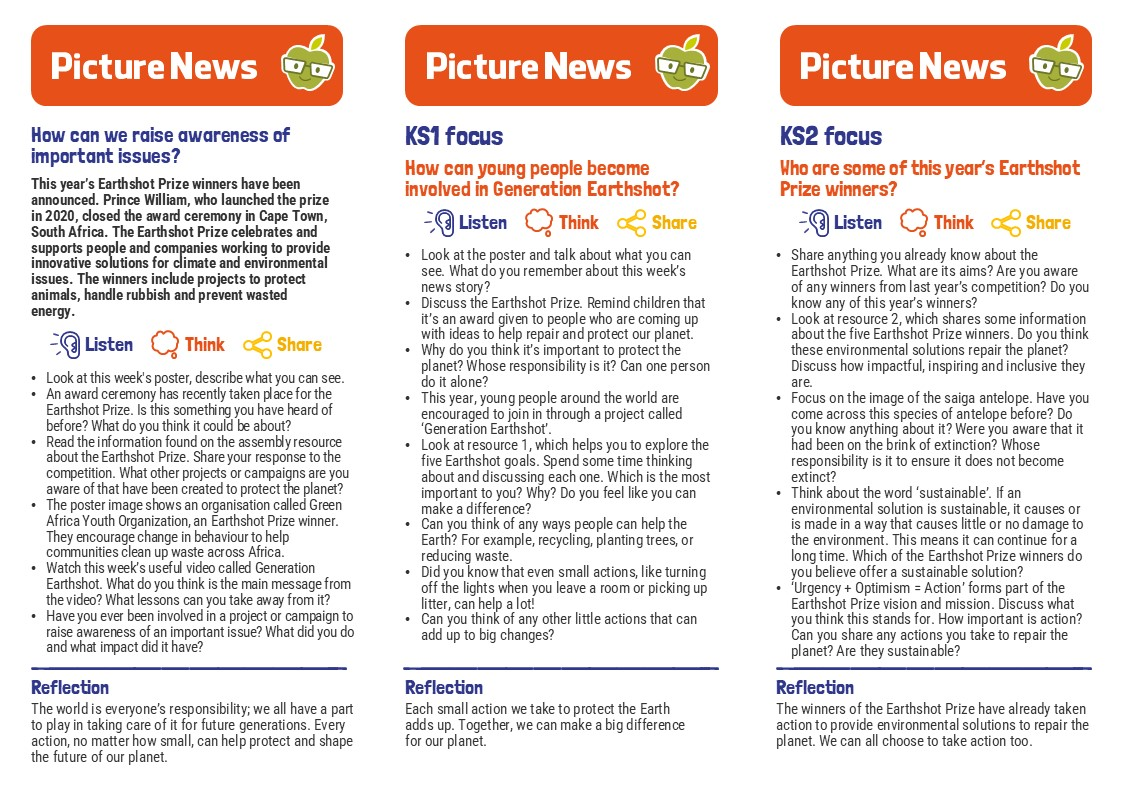 Picture News
How can we raise awareness of
important issues?
This year’s Earthshot Prize winners have been
announced. Prince William, who launched the prize
in 2020, closed the award ceremony in Cape Town,
South Africa. The Earthshot Prize celebrates and
supports people and companies working to provide
innovative solutions for climate and environmental
issues. The winners include projects to protect
animals, handle rubbish and prevent wasted
energy.
Listen Think Share
• Look at this week's poster, describe what you can see.
• An award ceremony has recently taken place for the
Earthshot Prize. Is this something you have heard of
before? What do you think it could be about?
• Read the information found on the assembly resource
about the Earthshot Prize. Share your response to the
competition. What other projects or campaigns are you
aware of that have been created to protect the planet?
• The poster image shows an organisation called Green
Africa Youth Organization, an Earthshot Prize winner.
They encourage change in behaviour to help
communities clean up waste across Africa.
• Watch this week’s useful video called Generation
Earthshot. What do you think is the main message from
the video? What lessons can you take away from it?
• Have you ever been involved in a project or campaign to
raise awareness of an important issue? What did you do
and what impact did it have?
Reflection
The world is everyone’s responsibility; we all have a part
to play in taking care of it for future generations. Every
action, no matter how small, can help protect and shape
the future of our planet.
Picture News
KS1 focus
How can young people become
involved in Generation Earthshot?
Listen Think Share
• Look at the poster and talk about what you can
see. What do you remember about this week’s
news story?
• Discuss the Earthshot Prize. Remind children that
it’s an award given to people who are coming up
with ideas to help repair and protect our planet.
• Why do you think it’s important to protect the
planet? Whose responsibility is it? Can one person
do it alone?
• This year, young people around the world are
encouraged to join in through a project called
‘Generation Earthshot’.
• Look at resource 1, which helps you to explore the
five Earthshot goals. Spend some time thinking
about and discussing each one. Which is the most
important to you? Why? Do you feel like you can
make a difference?
• Can you think of any ways people can help the
Earth? For example, recycling, planting trees, or
reducing waste.
• Did you know that even small actions, like turning
off the lights when you leave a room or picking up
litter, can help a lot!
• Can you think of any other little actions that can
add up to big changes?
Reflection
Each small action we take to protect the Earth
adds up. Together, we can make a big difference
for our planet.
Picture News
KS2 focus
Who are some of this year’s Earthshot
Prize winners?
Listen Think Share
• Share anything you already know about the
Earthshot Prize. What are its aims? Are you aware
of any winners from last year’s competition? Do you
know any of this year’s winners?
• Look at resource 2, which shares some information
about the five Earthshot Prize winners. Do you think
these environmental solutions repair the planet?
Discuss how impactful, inspiring and inclusive they
are.
• Focus on the image of the saiga antelope. Have you
come across this species of antelope before? Do
you know anything about it? Were you aware that it
had been on the brink of extinction? Whose
responsibility is it to ensure it does not become
extinct?
• Think about the word ‘sustainable’. If an
environmental solution is sustainable, it causes or
is made in a way that causes little or no damage to
the environment. This means it can continue for a
long time. Which of the Earthshot Prize winners do
you believe offer a sustainable solution?
• ‘Urgency + Optimism = Action’ forms part of the
Earthshot Prize vision and mission. Discuss what
you think this stands for. How important is action?
Can you share any actions you take to repair the
planet? Are they sustainable?
Reflection
The winners of the Earthshot Prize have already taken
action to provide environmental solutions to repair the
planet. We can all choose to take action too.